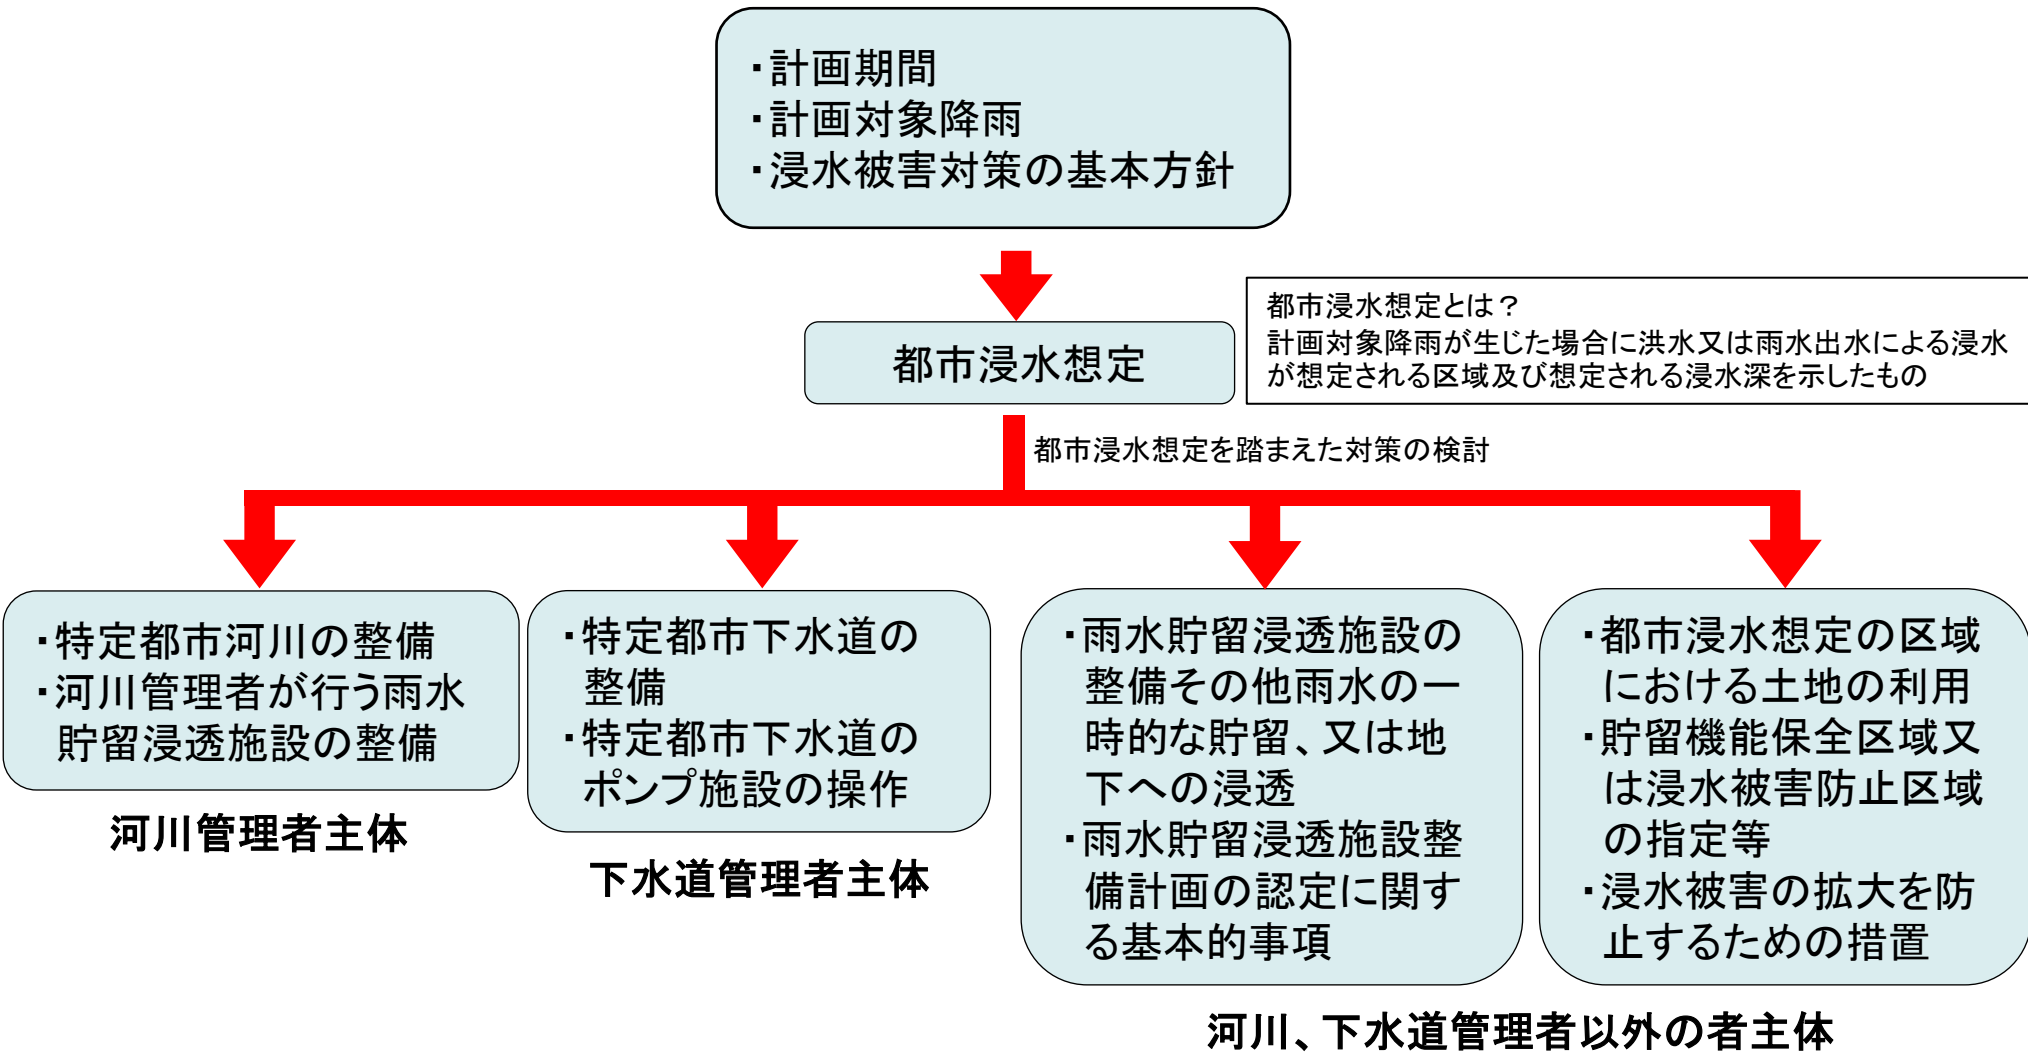 ・計画期間
・計画対象降雨
・浸水被害対策の基本方針
都市浸水想定
都市浸水想定とは？
計画対象降雨が生じた場合に洪水又は雨水出水による浸水
が想定される区域及び想定される浸水深を示したもの
都市浸水想定を踏まえた対策の検討
・特定都市河川の整備
・河川管理者が行う雨水
貯留浸透施設の整備
河川管理者主体
・特定都市下水道の
整備
・特定都市下水道の
ポンプ施設の操作
下水道管理者主体
・雨水貯留浸透施設の
整備その他雨水の一
時的な貯留、又は地
下への浸透
・雨水貯留浸透施設整
備計画の認定に関す
る基本的事項
・都市浸水想定の区域
における土地の利用
・貯留機能保全区域又
は浸水被害防止区域
の指定等
・浸水被害の拡大を防
止するための措置
河川、下水道管理者以外の者主体